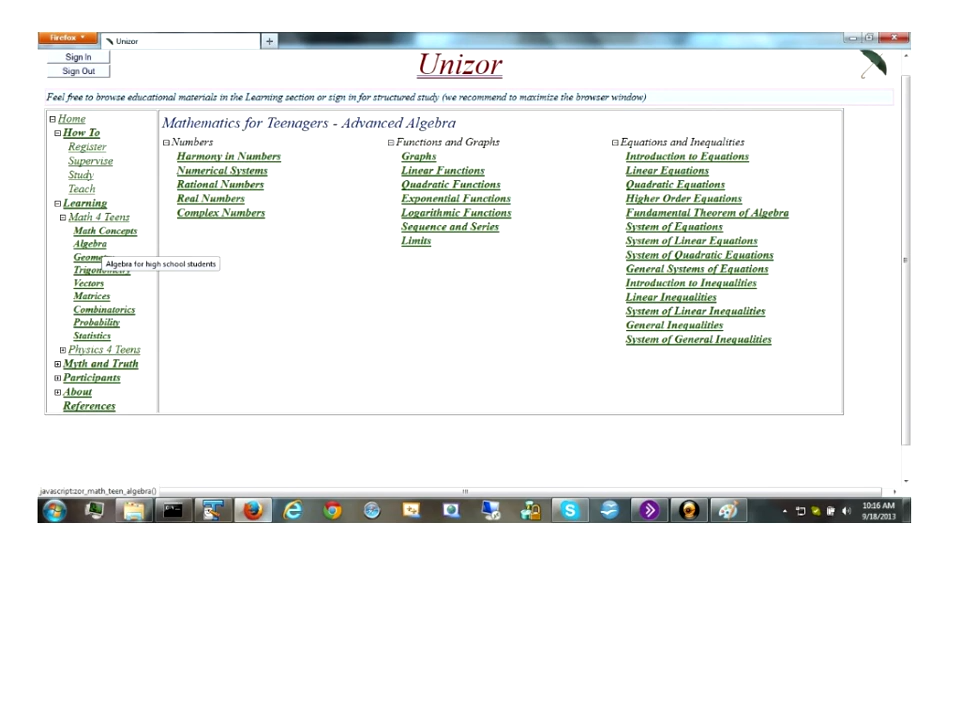 Firefox
Unizor
Sign In
Sign Out
Unizor
Feel free to browse educational materials in the Learning section or sign in for structured study (we recommend to maximize the browser window)
Home
How To
Register
Supervise
Study
Teach
Learning
Math 4 Teens
Math Concepts
Algebra
Geome
Algebra for high school students
Trigonometry
Vectors
Matrices
Combinatorics
Probability
Statistics
Physics 4 Teens
Myth and Truth
Participants
About
References
Mathematics for Teenagers - Advanced Algebra
Numbers
Harmony in Numbers
Numerical Systems
Rational Numbers
Real Numbers
Complex Numbers
Functions and Graphs
Graphs
Linear Functions
Quadratic Functions
Exponential Functions
Logarithmic Functions
Sequence and Series
Limits
Equations and Inequalities
Introduction to Equations
Linear Equations
Quadratic Equations
Higher Order Equations
Fundamental Theorem of Algebra
System of Equations
System of Linear Equations
System of Quadratic Equations
General Systems of Equations
Introduction to Inequalities
Linear Inequalities
System of Linear Inequalities
General Inequalities
System of General Inequalities
javascript:zor_math_teen_algebra()
10:16 AM
9/18/2013